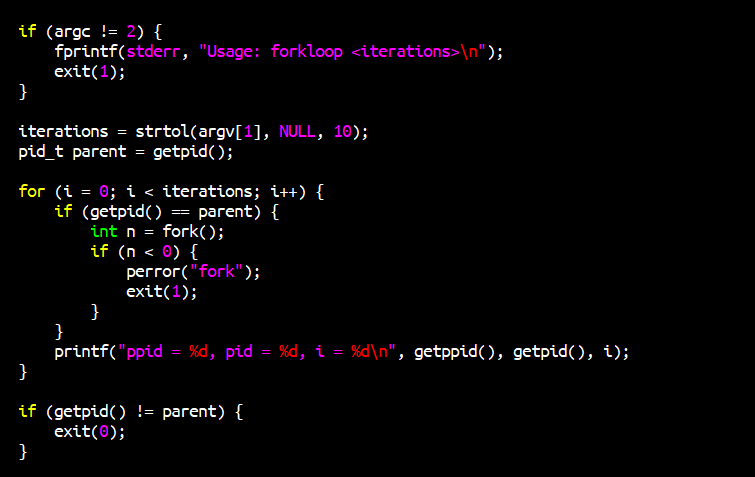 if (argc != 2) {
    fprintf(stderr, "Usage: forkloop <iterations>\n");
    exit(1);
}

iterations = strtol(argv[1], NULL, 10);
pid_t parent = getpid();

for (i = 0; i < iterations; i++) {
    if (getpid() == parent) {
        int n = fork();
        if (n < 0) {
            perror("fork");
            exit(1);
        }
    }
    printf("ppid = %d, pid = %d, i = %d\n", getppid(), getpid(), i);
}

if (getpid() != parent) {
    exit(0);
}